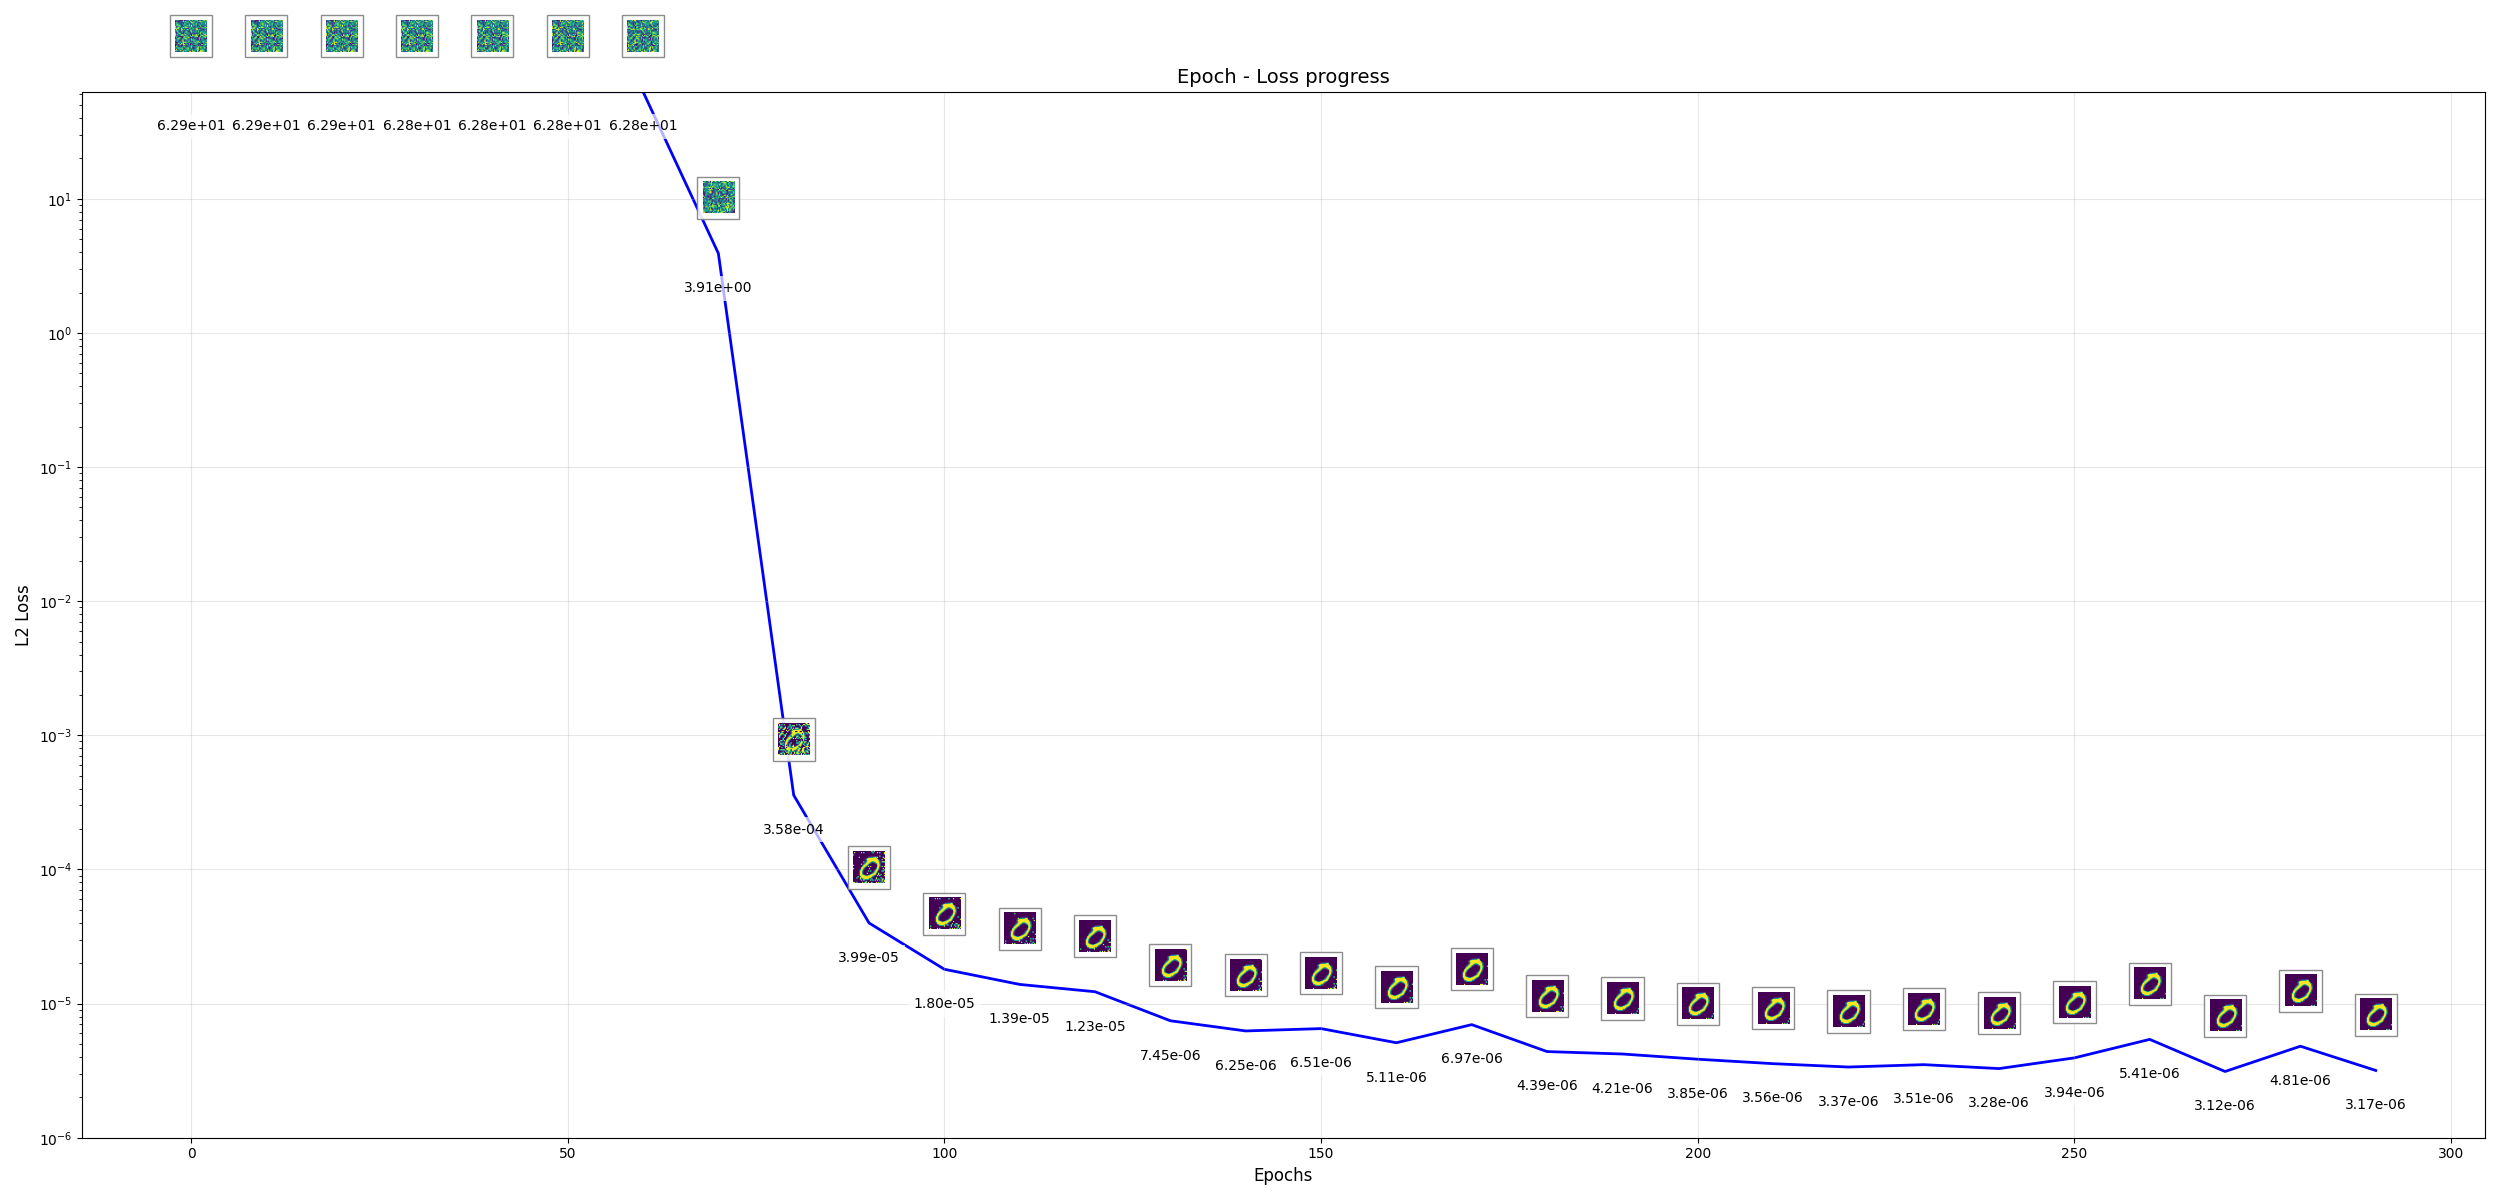 Epoch - Loss progress
6.29e+01 6.29e+01 6.29e+01 6.28e+01 6.28e+01 6.28e+01 6.28e+01
10¹
3.91e+00
10⁰
10⁻¹
L2 Loss
10⁻²
10⁻³
3.58e-04
10⁻⁴
3.99e-05
10⁻⁵
1.80e-05
1.39e-05
1.23e-05
7.45e-06
6.25e-06
6.51e-06
5.11e-06
6.97e-06
4.39e-06
4.21e-06
3.85e-06
3.56e-06
3.37e-06
3.51e-06
3.28e-06
3.94e-06
5.41e-06
3.12e-06
4.81e-06
3.17e-06
10⁻⁶
0 50 100 150 200 250 300
Epochs